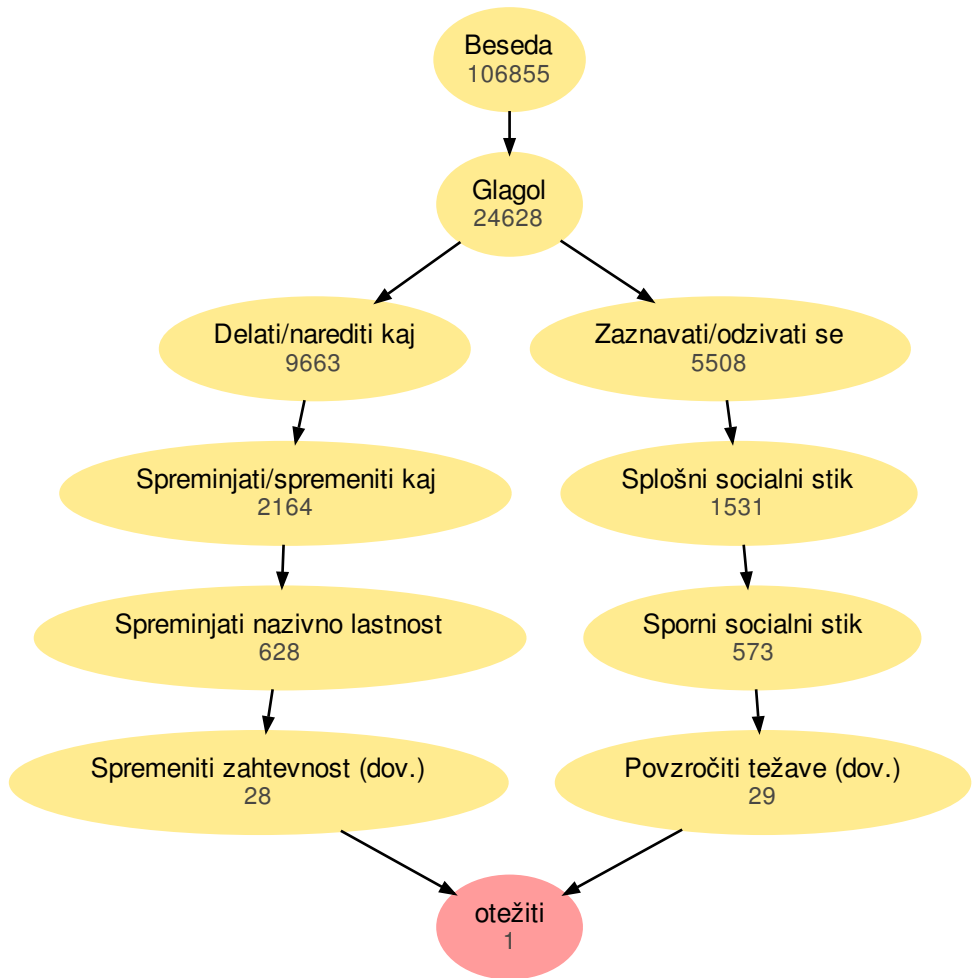 Beseda
106855
Glagol
24628
Delati/narediti kaj
9663
Zaznavati/odzivati se
5508
Spreminjati/spremeniti kaj
2164
Splošni socialni stik
1531
Spreminjati nazivno lastnost
628
Sporni socialni stik
573
Spremeniti zahtevnost (dov.)
28
Povzročiti težave (dov.)
29
otežiti
1